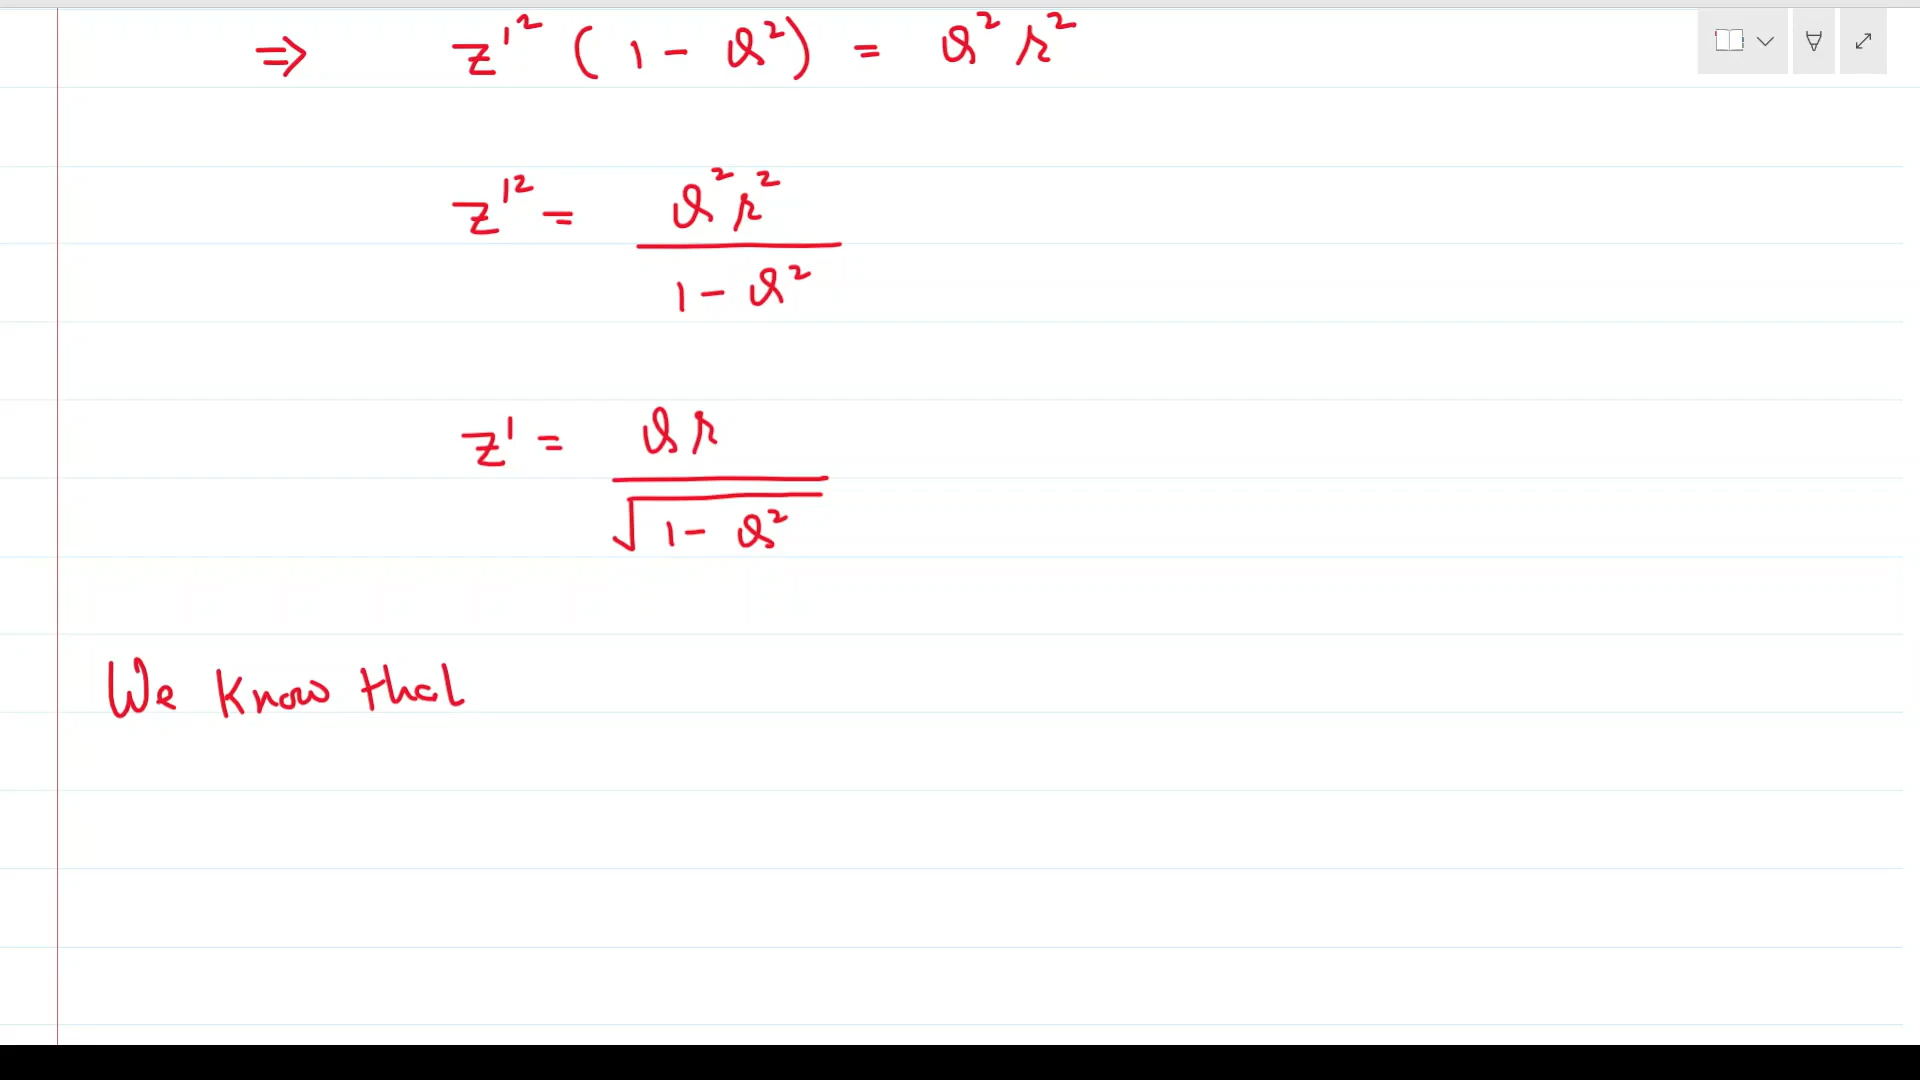 ⇒ z'² ( 1 - ϑ² ) = ϑ² r²
z'² = ϑ² r² / 1 - ϑ²
z' = ϑ r / √1 - ϑ²
We know that